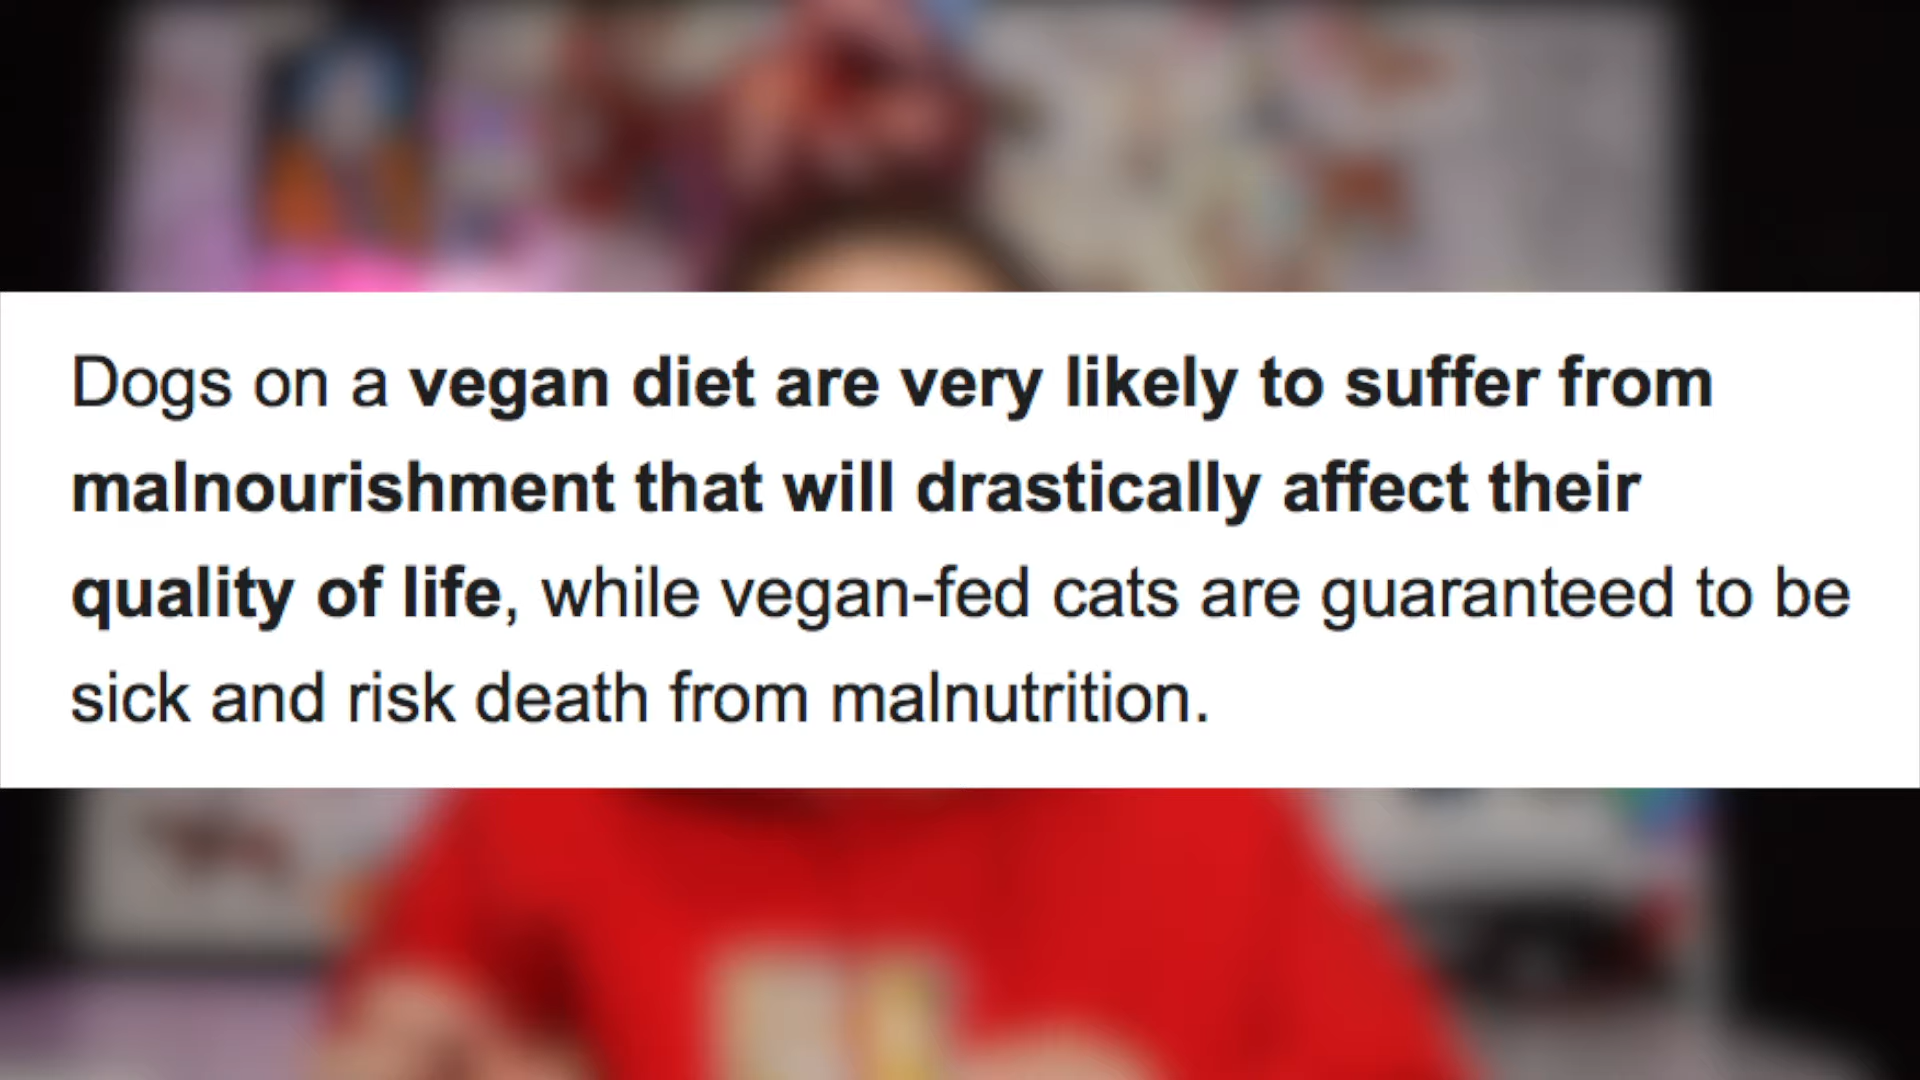 Dogs on a vegan diet are very likely to suffer from
malnourishment that will drastically affect their
quality of life, while vegan-fed cats are guaranteed to be
sick and risk death from malnutrition.